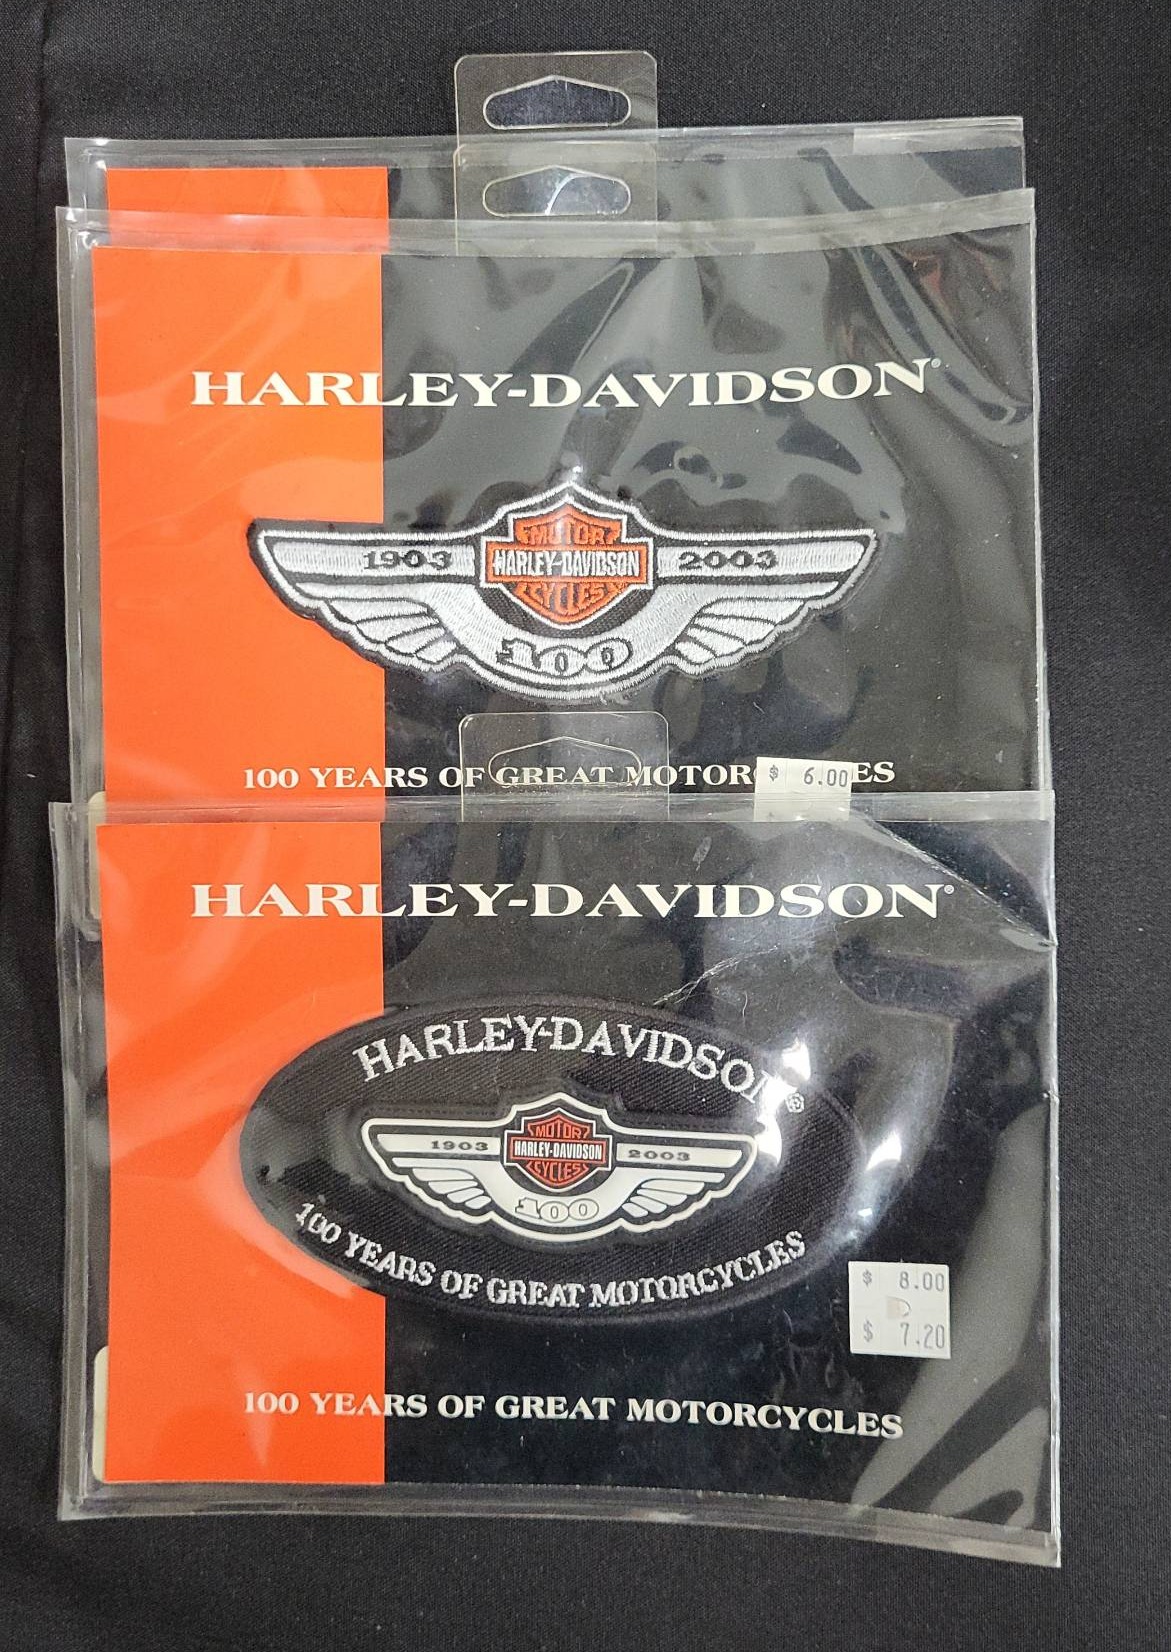 HARLEY-DAVIDSON®
MOTOR
1903 HARLEY-DAVIDSON 2003
CYCLES
100
100 YEARS OF GREAT MOTOR ES
$ 6.00
HARLEY-DAVIDSON®
HARLEY-DAVIDSON®
MOTOR
1903 HARLEY-DAVIDSON 2003
CYCLES
100
100 YEARS OF GREAT MOTORCYCLES
$ 8.00
$ 7.20
100 YEARS OF GREAT MOTORCYCLES